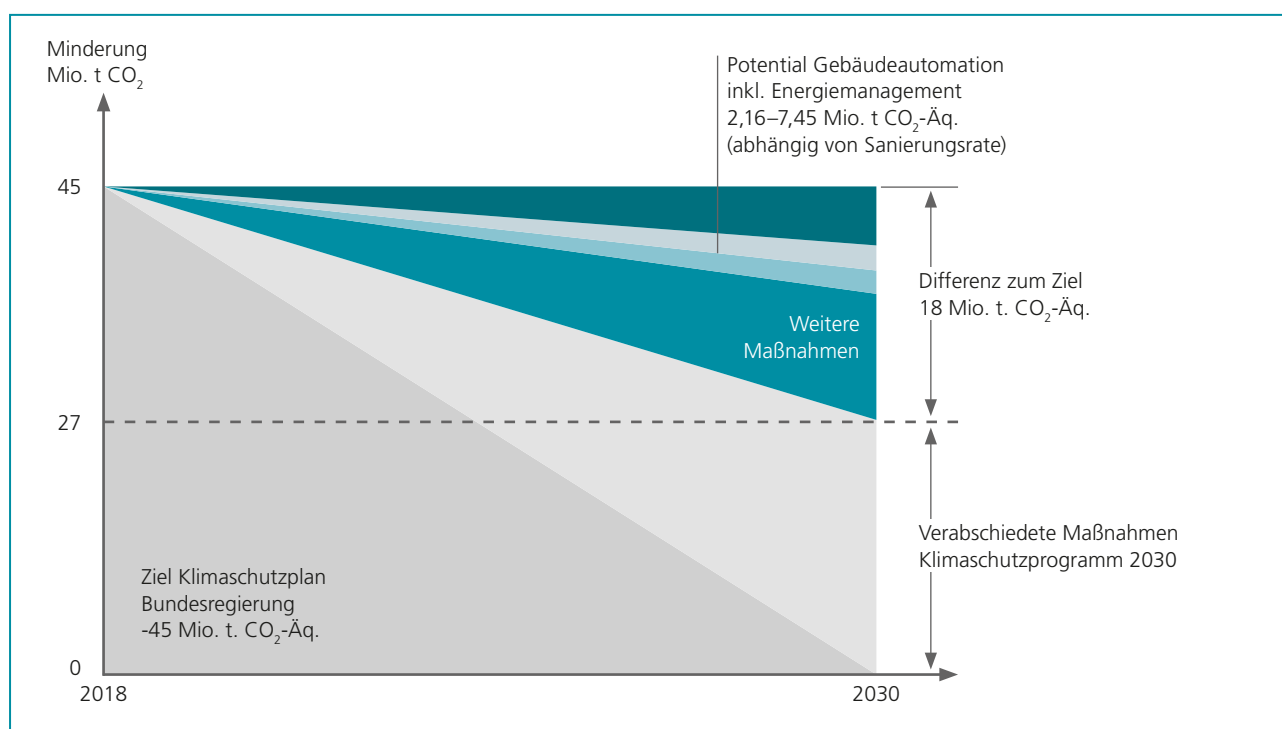 Minderung
Mio. t CO₂
Potential Gebäudeautomation
inkl. Energiemanagement
2,16–7,45 Mio. t CO₂-Äq.
(abhängig von Sanierungsrate)
45
Differenz zum Ziel
18 Mio. t. CO₂-Äq.
Weitere
Maßnahmen
27
Verabschiedete Maßnahmen
Klimaschutzprogramm 2030
Ziel Klimaschutzplan
Bundesregierung
-45 Mio. t. CO₂-Äq.
0
2018
2030